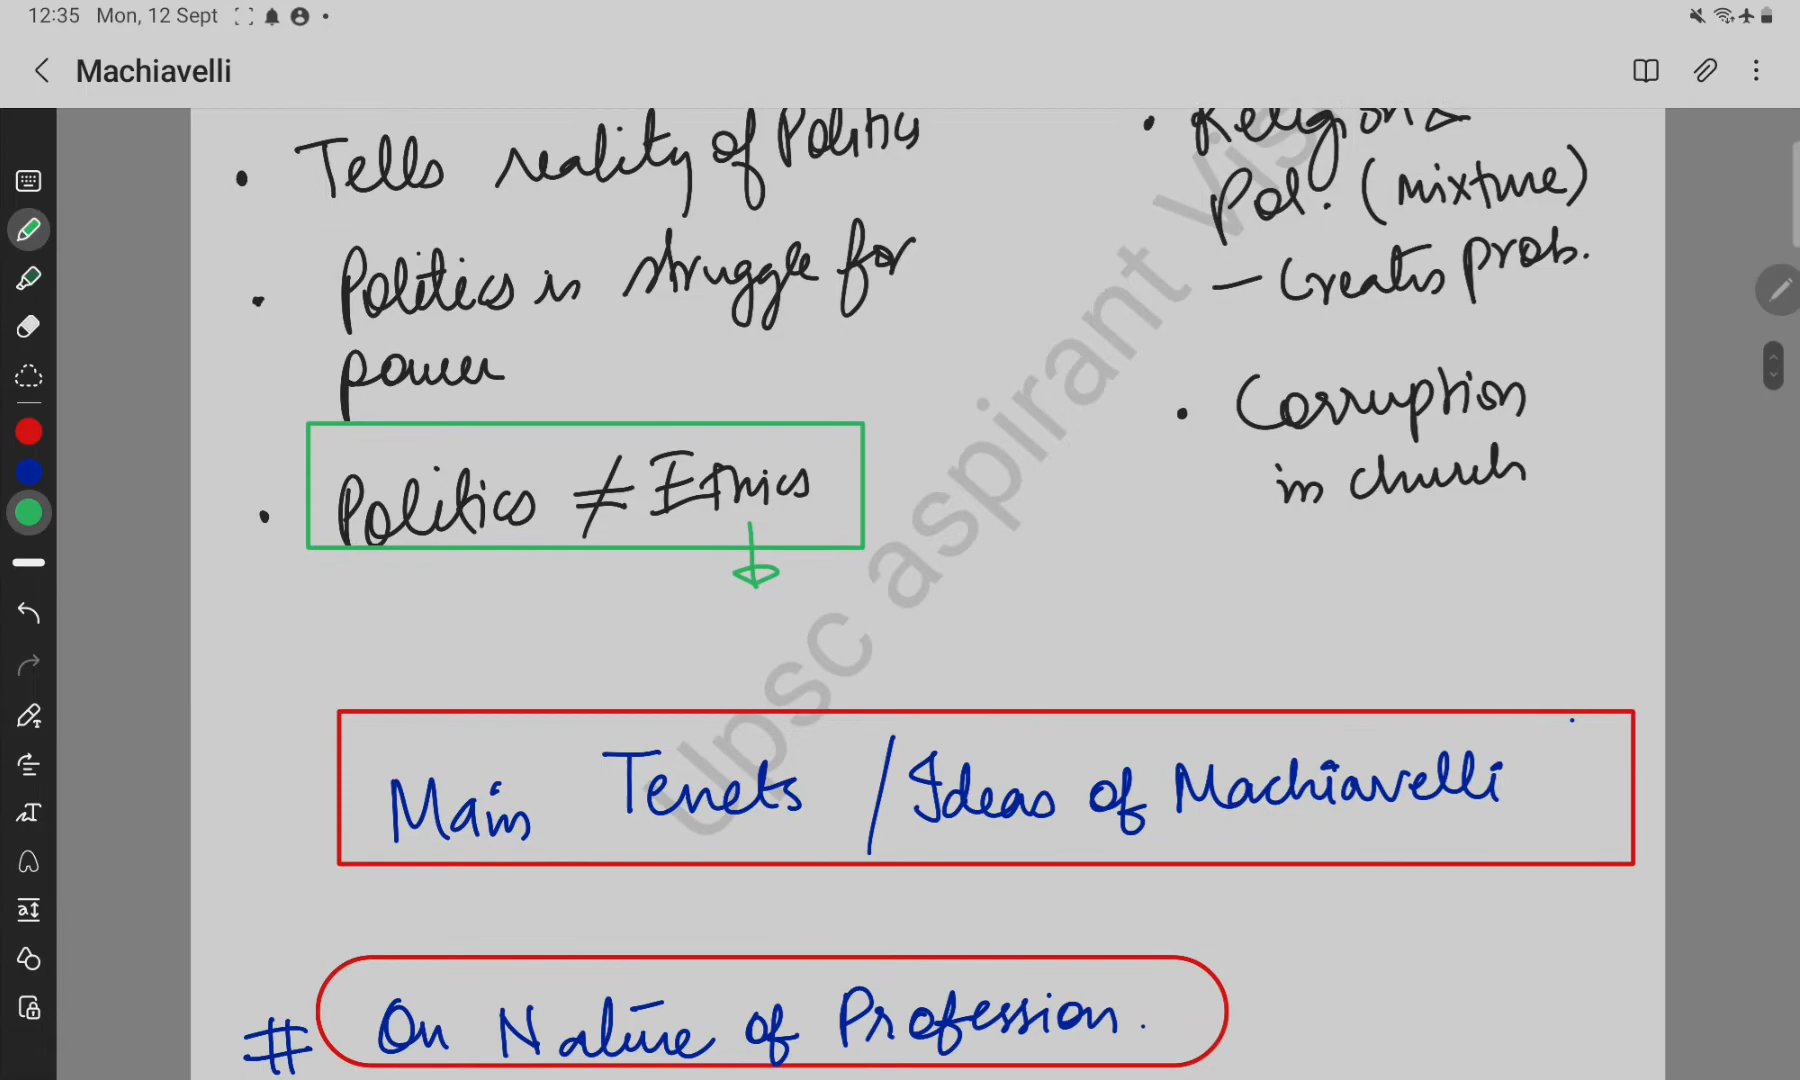 12:35 Mon, 12 Sept
Machiavelli
• Tells reality of Politics
• Politics is struggle for
power
• Politics ≠ Ethics
• Religion &
Pol. (mixture)
– Creates prob.
• Corruption
in church
Upsc aspirant Vis
Main Tenets / Ideas of Machiavelli
# On Nature of Profession.